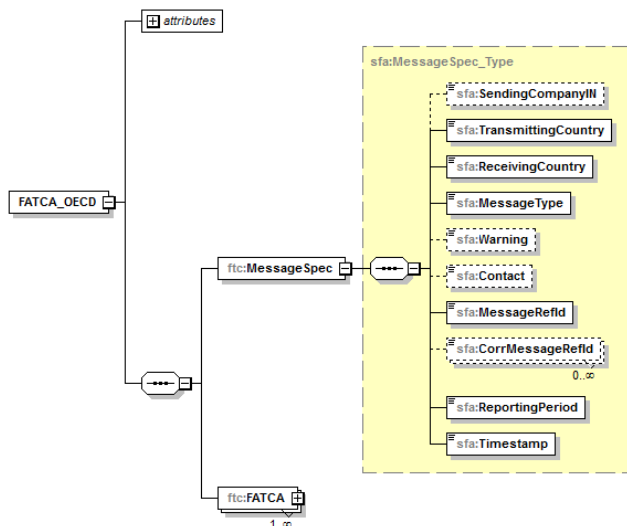 attributes
sfa:MessageSpec_Type
sfa:SendingCompanyIN
sfa:TransmittingCountry
sfa:ReceivingCountry
FATCA_OECD
sfa:MessageType
sfa:Warning
ftc:MessageSpec
sfa:Contact
sfa:MessageRefId
sfa:CorrMessageRefId
0..∞
sfa:ReportingPeriod
sfa:Timestamp
ftc:FATCA
1..∞